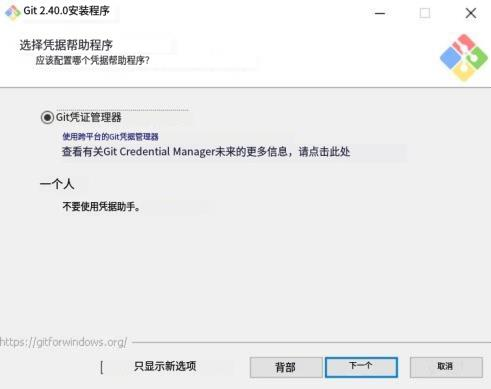 Git 2.40.0安装程序
选择凭据帮助程序
应该配置哪个凭据帮助程序?
Git凭证管理器
使用跨平台的Git凭据管理器
查看有关Git Credential Manager未来的更多信息，请点击此处
一个人
不要使用凭据助手。
https://gitforwindows.org/
[ 只显示新选项
背部
下一个
取消